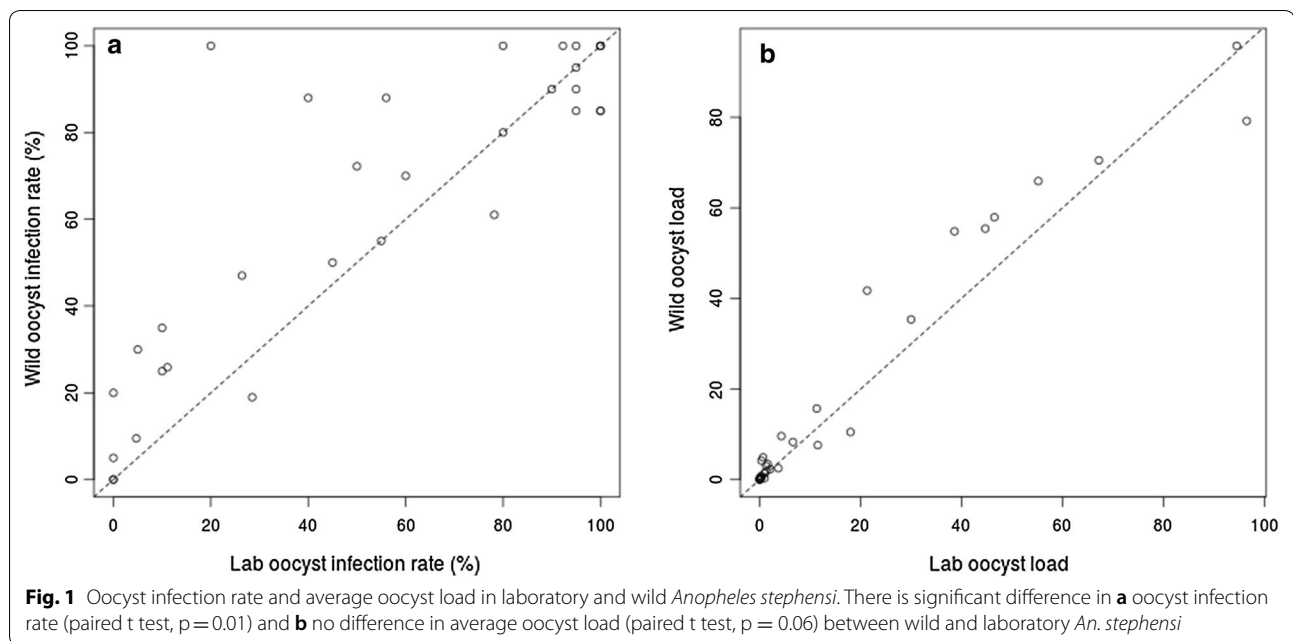 a
Wild oocyst infection rate (%)
100
80
60
40
20
0
0 20 40 60 80 100
Lab oocyst infection rate (%)
b
Wild oocyst load
80
60
40
20
0
0 20 40 60 80 100
Lab oocyst load
Fig. 1 Oocyst infection rate and average oocyst load in laboratory and wild Anopheles stephensi. There is significant difference in a oocyst infection
rate (paired t test, p = 0.01) and b no difference in average oocyst load (paired t test, p = 0.06) between wild and laboratory An. stephensi